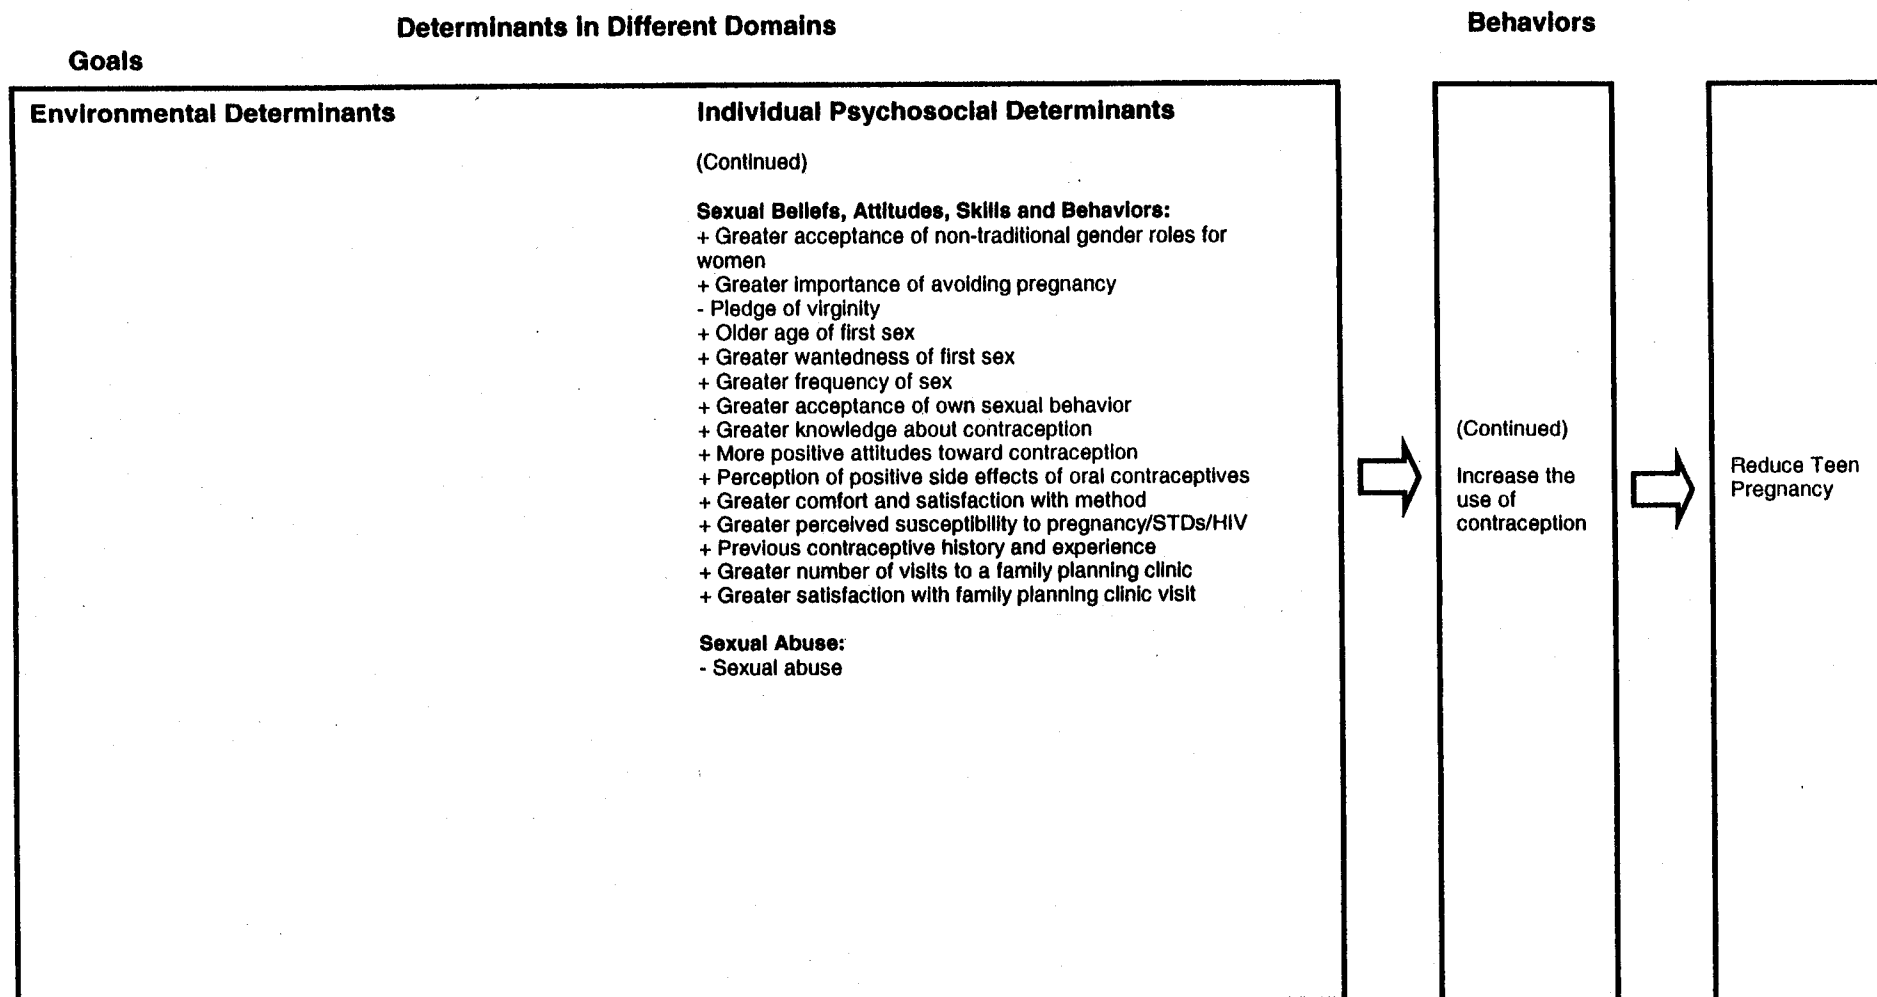 Determinants in Different Domains
Behaviors
Goals
Environmental Determinants
Individual Psychosocial Determinants
(Continued)
Sexual Beliefs, Attitudes, Skills and Behaviors:
+ Greater acceptance of non-traditional gender roles for
women
+ Greater importance of avoiding pregnancy
- Pledge of virginity
+ Older age of first sex
+ Greater wantedness of first sex
+ Greater frequency of sex
+ Greater acceptance of own sexual behavior
+ Greater knowledge about contraception
+ More positive attitudes toward contraception
+ Perception of positive side effects of oral contraceptives
+ Greater comfort and satisfaction with method
+ Greater perceived susceptibility to pregnancy/STDs/HIV
+ Previous contraceptive history and experience
+ Greater number of visits to a family planning clinic
+ Greater satisfaction with family planning clinic visit
Sexual Abuse:
- Sexual abuse
(Continued)
Increase the
use of
contraception
Reduce Teen
Pregnancy